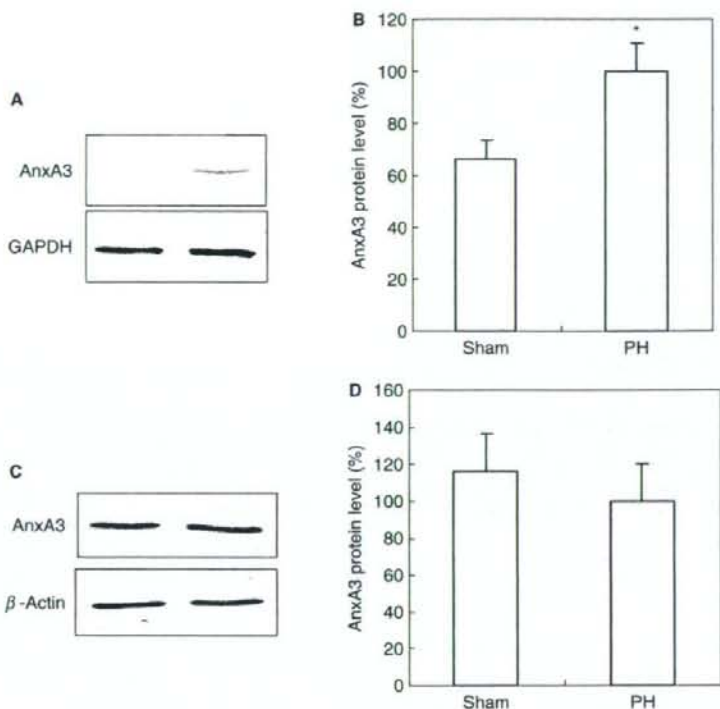 A
AnxA3
GAPDH
B
AnxA3 protein level (%)
120
100
80
60
40
20
0
*
Sham PH
C
AnxA3
β-Actin
D
AnxA3 protein level (%)
160
140
120
100
80
60
40
20
0
Sham PH